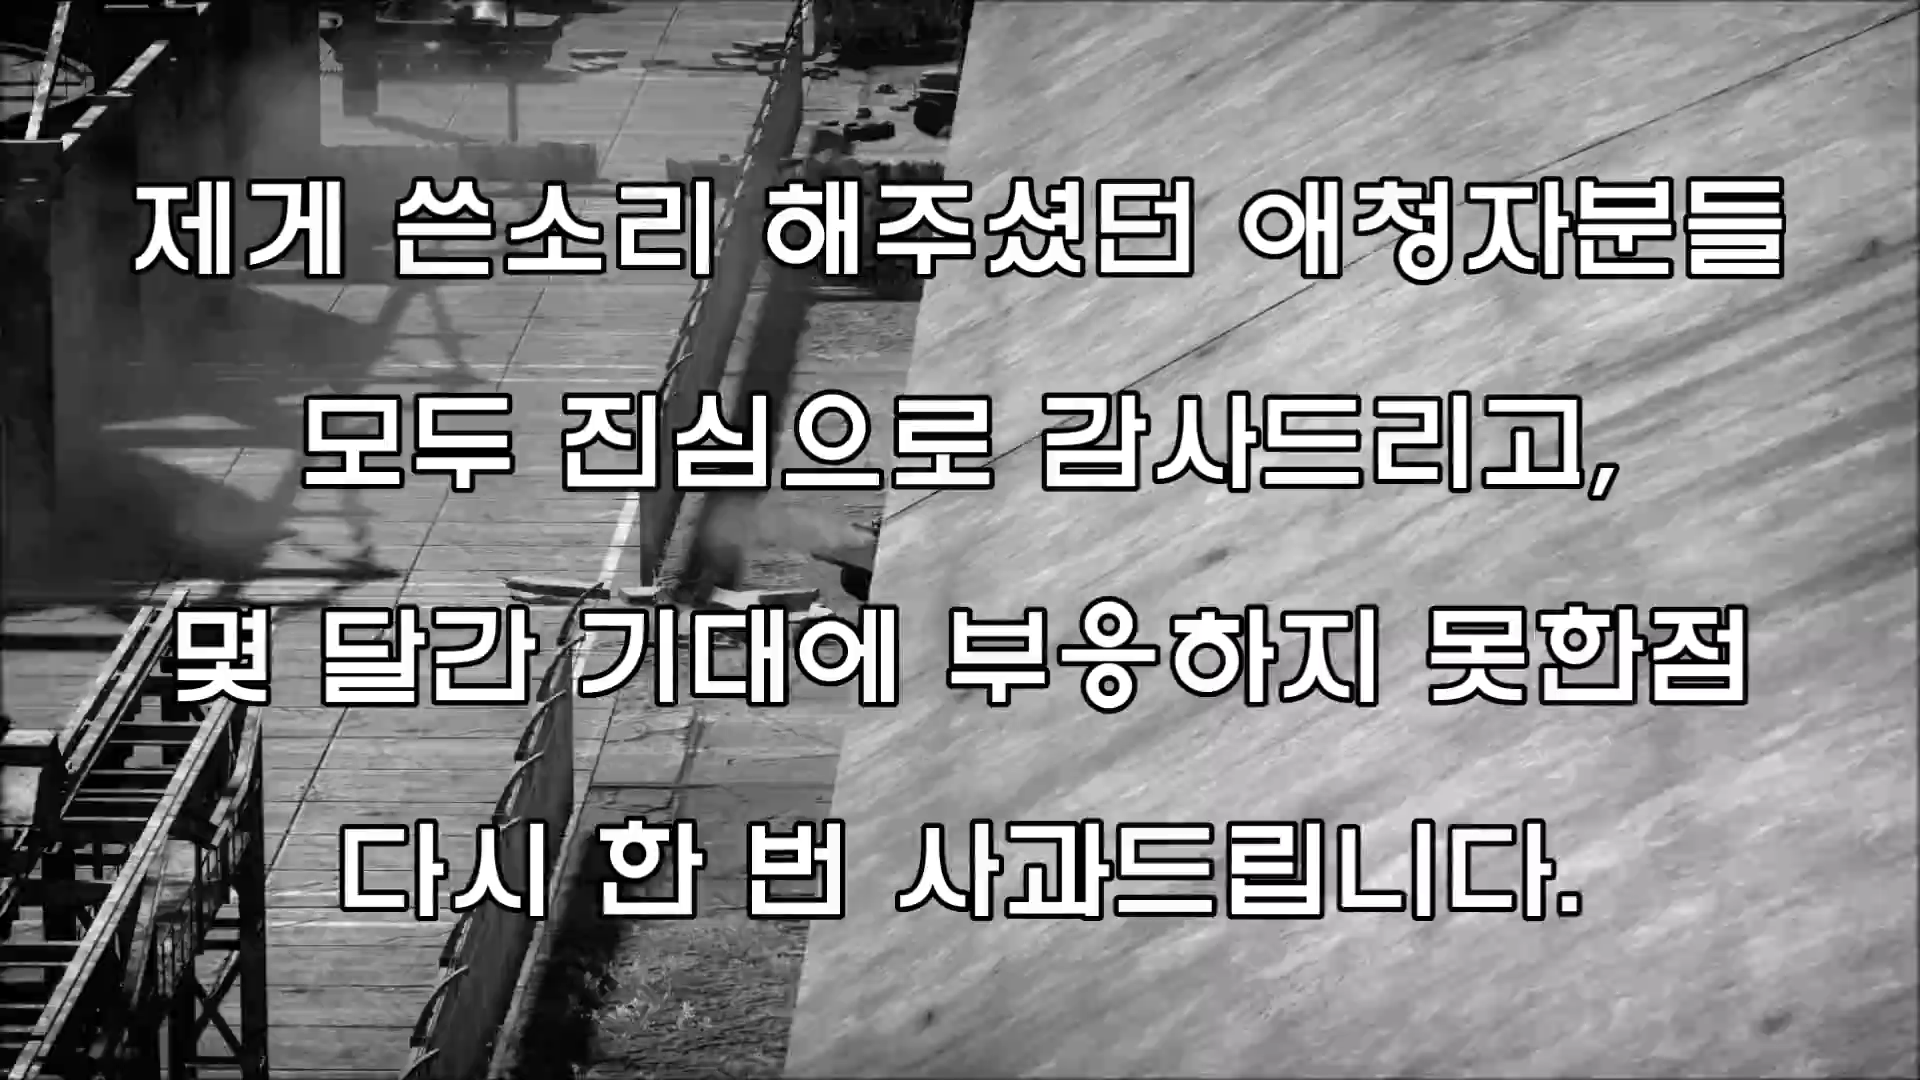 제게 쓴소리 해주셨던 애청자분들
모두 진심으로 감사드리고,
몇 달간 기대에 부응하지 못한점
다시 한 번 사과드립니다.